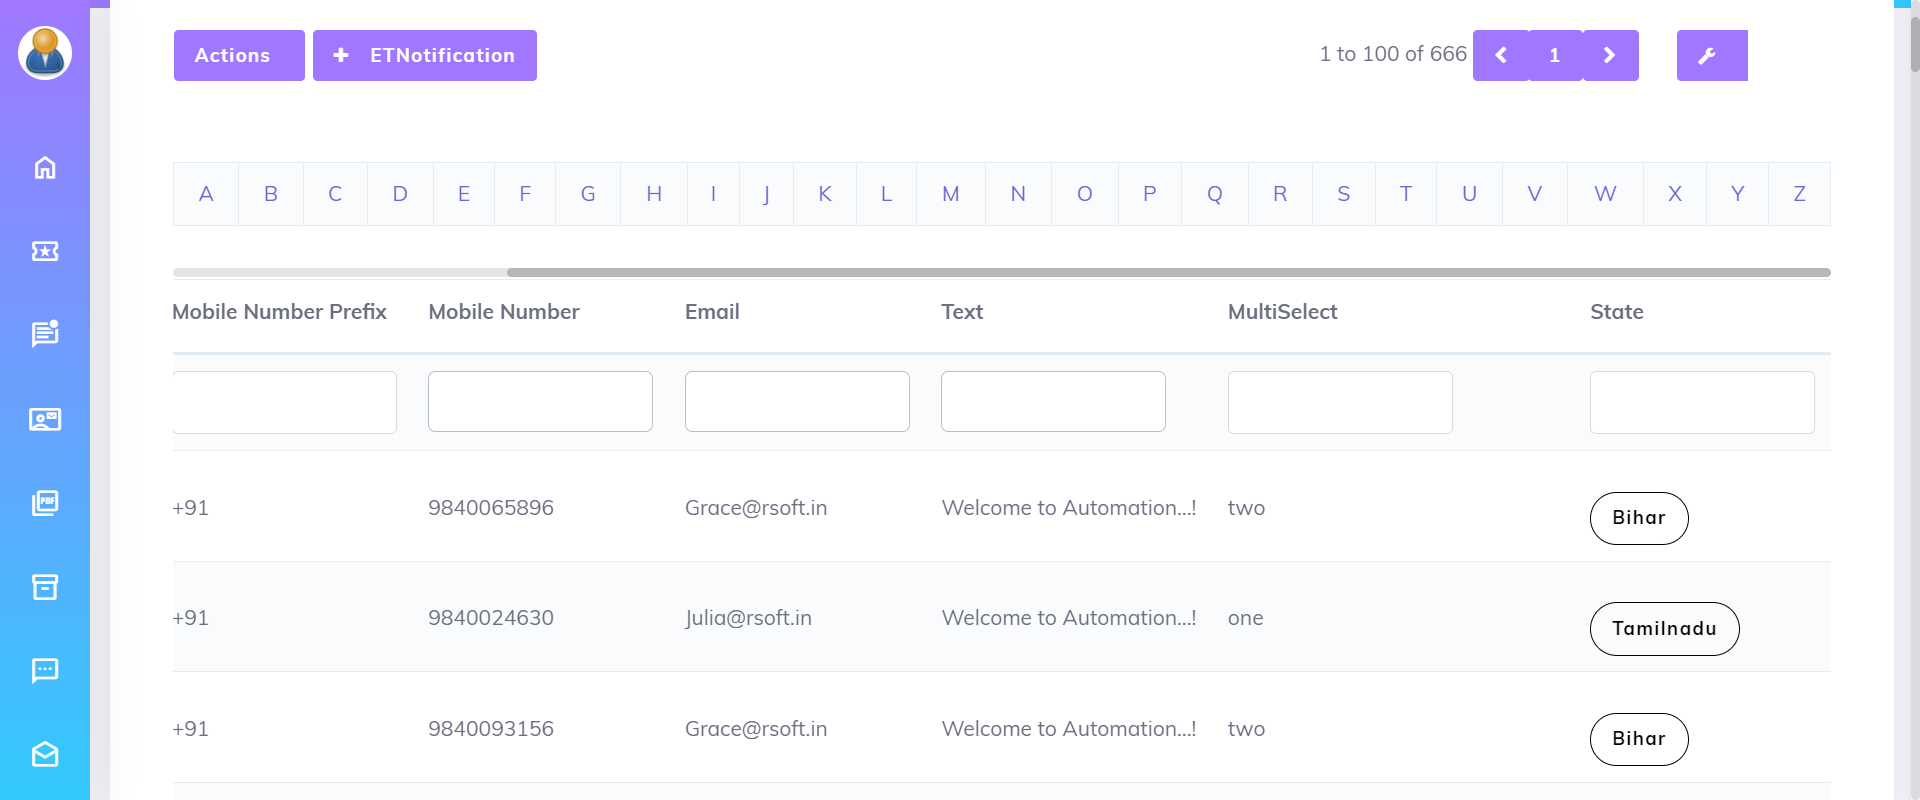 Actions ETNotification 1 to 100 of 666 1
A B C D E F G H I J K L M N O P Q R S T U V W X Y Z
Mobile Number Prefix Mobile Number Email Text MultiSelect State
+91 9840065896 Grace@rsoft.in Welcome to Automation...! two Bihar
+91 9840024630 Julia@rsoft.in Welcome to Automation...! one Tamilnadu
+91 9840093156 Grace@rsoft.in Welcome to Automation...! two Bihar
PDF